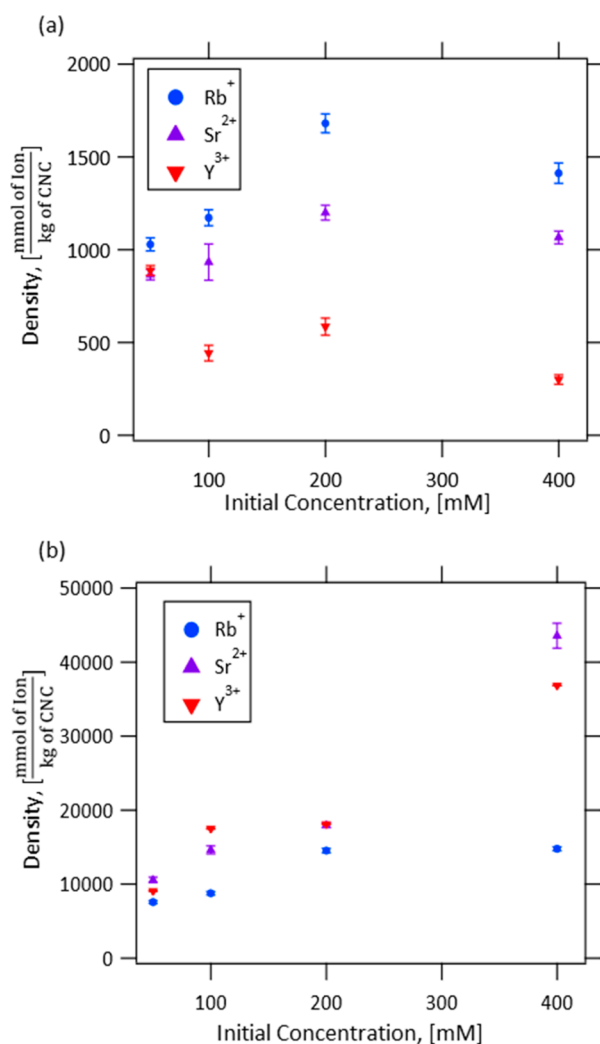 (a)
2000
1500
1000
500
0
Rb+
Sr2+
Y3+
Density, [mmol of Ion / kg of CNC]
100 200 300 400
Initial Concentration, [mM]
(b)
50000
40000
30000
20000
10000
0
Rb+
Sr2+
Y3+
Density, [mmol of Ion / kg of CNC]
100 200 300 400
Initial Concentration, [mM]